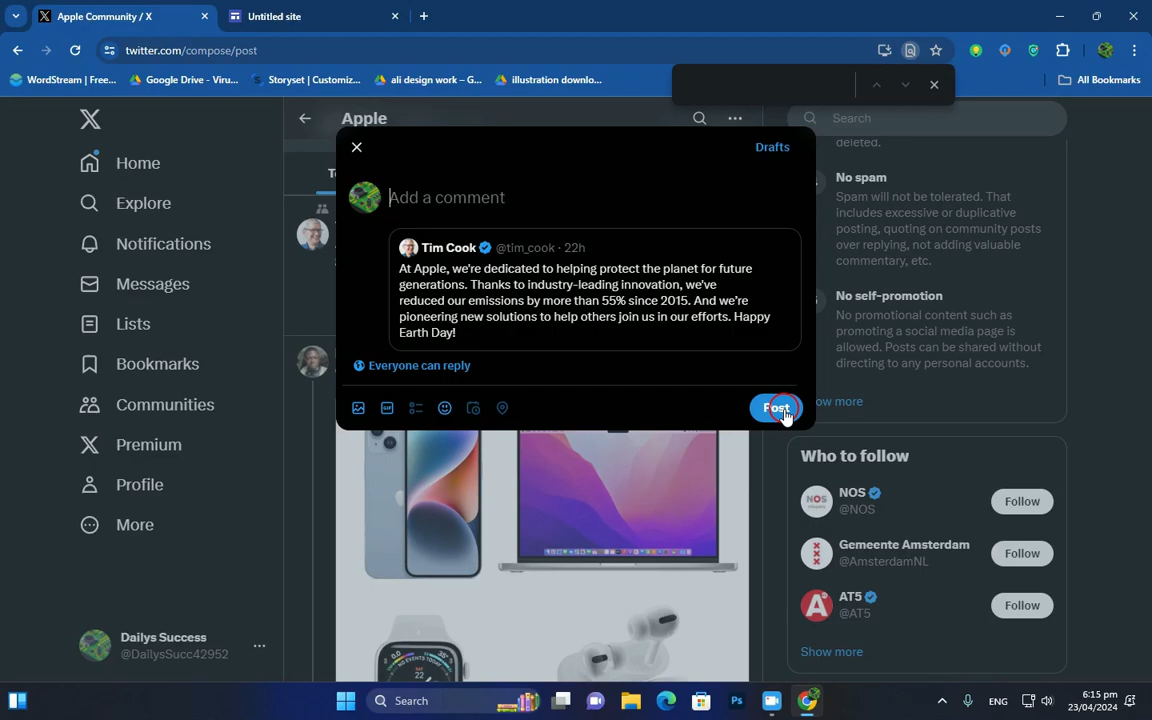 Apple Community / X
Untitled site
twitter.com/compose/post
WordStream | Free...
Google Drive - Viru...
Storyset | Customiz...
ali design work – G...
illustration downlo...
All Bookmarks
Home
Explore
Notifications
Messages
Lists
Bookmarks
Communities
Premium
Profile
More
Dailys Success
@DailysSucc42952
Apple
Drafts
Add a comment
Tim Cook @tim_cook · 22h
At Apple, we're dedicated to helping protect the planet for future
generations. Thanks to industry-leading innovation, we've
reduced our emissions by more than 55% since 2015. And we're
pioneering new solutions to help others join us in our efforts. Happy
Earth Day!
Everyone can reply
GIF
Post
Search
deleted.
No spam
Spam will not be tolerated. That
includes excessive or duplicative
posting, quoting on community posts
over replying, not adding valuable
commentary, etc.
No self-promotion
No promotional content such as
promoting a social media page is
allowed. Posts can be shared without
directing to any personal accounts.
ow more
Who to follow
NOS
@NOS
Follow
Gemeente Amsterdam
@AmsterdamNL
Follow
AT5
@AT5
Follow
Show more
Search
Ps
ENG
6:15 pm
23/04/2024